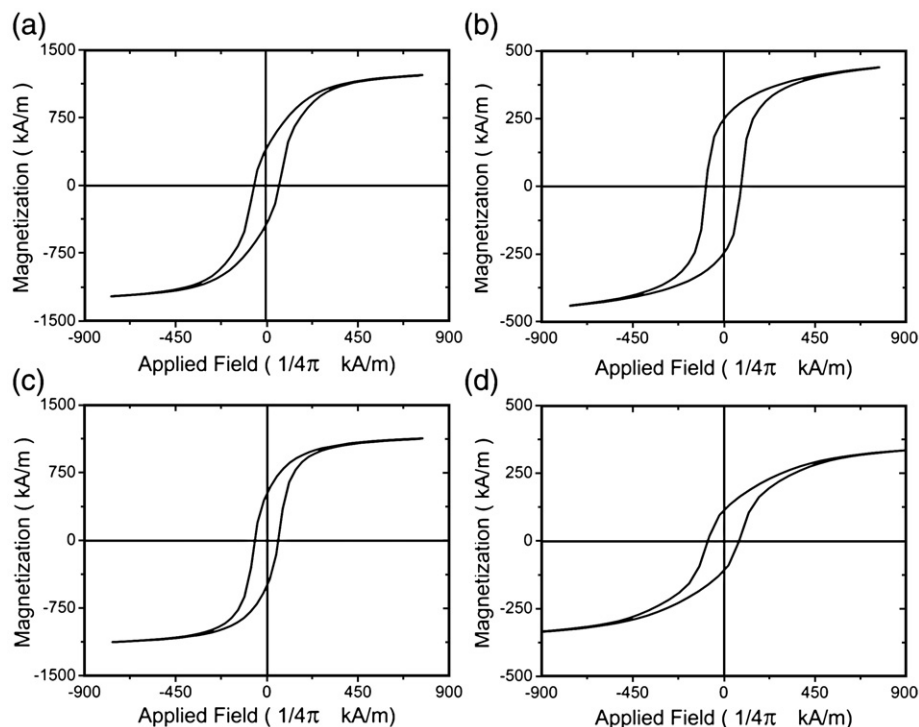 (a)
1500
750
0
-750
-1500
-900 -450 0 450 900
Magnetization ( kA/m )
Applied Field ( 1/4π kA/m)
(b)
500
250
0
-250
-500
-900 -450 0 450 900
Magnetization ( kA/m )
Applied Field ( 1/4π kA/m)
(c)
1500
750
0
-750
-1500
-900 -450 0 450 900
Magnetization ( kA/m )
Applied Field ( 1/4π kA/m)
(d)
500
250
0
-250
-500
-900 -450 0 450 900
Magnetization ( kA/m )
Applied Field ( 1/4π kA/m)